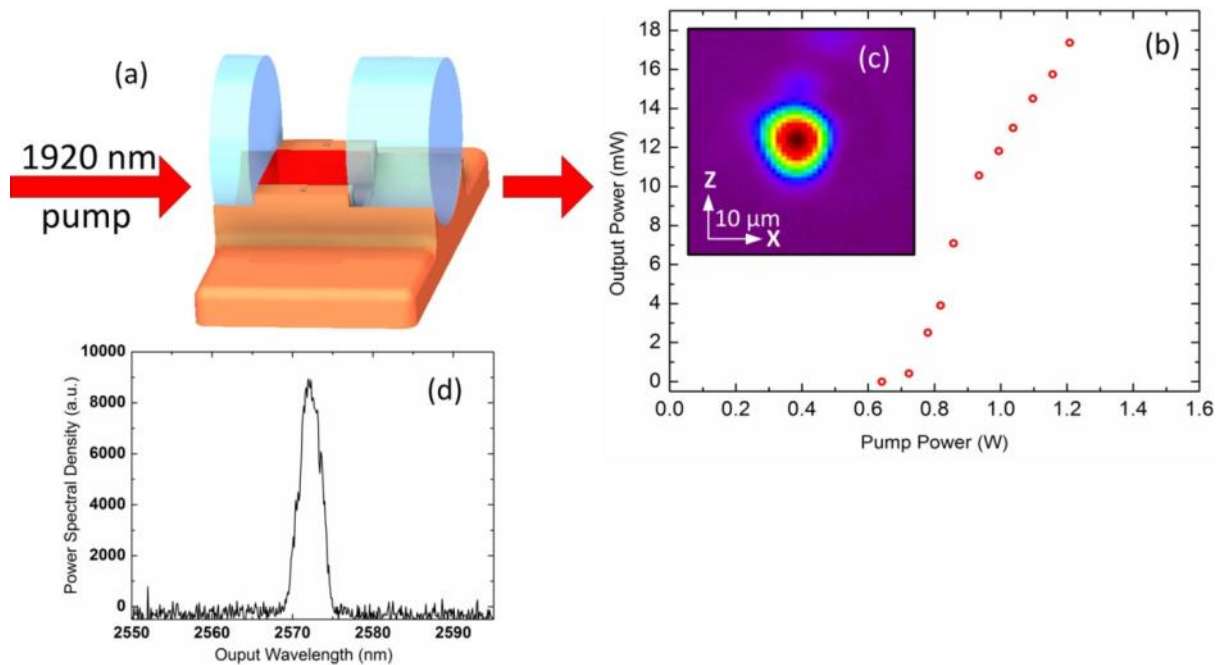 (a)
1920 nm
pump
(b)
18
16
14
12
10
8
6
4
2
0
Output Power (mW)
0.0 0.2 0.4 0.6 0.8 1.0 1.2 1.4 1.6
Pump Power (W)
(c)
Z
10 µm
X
(d)
10000
8000
6000
4000
2000
0
Power Spectral Density (a.u.)
2550 2560 2570 2580 2590
Ouput Wavelength (nm)